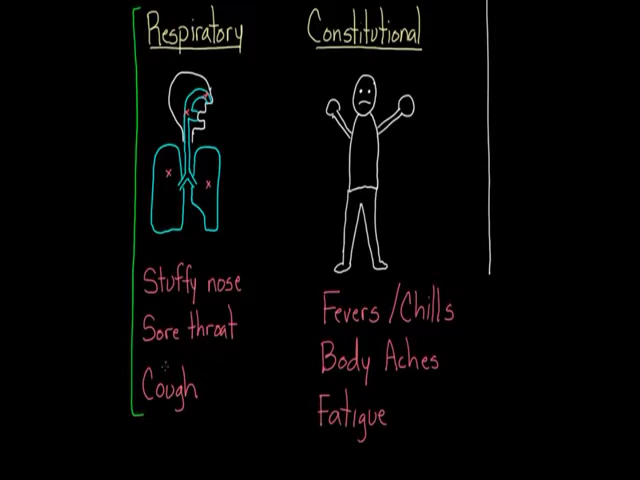 Respiratory
Stuffy nose
Sore throat
Cough
Constitutional
Fevers/Chills
Body Aches
Fatigue